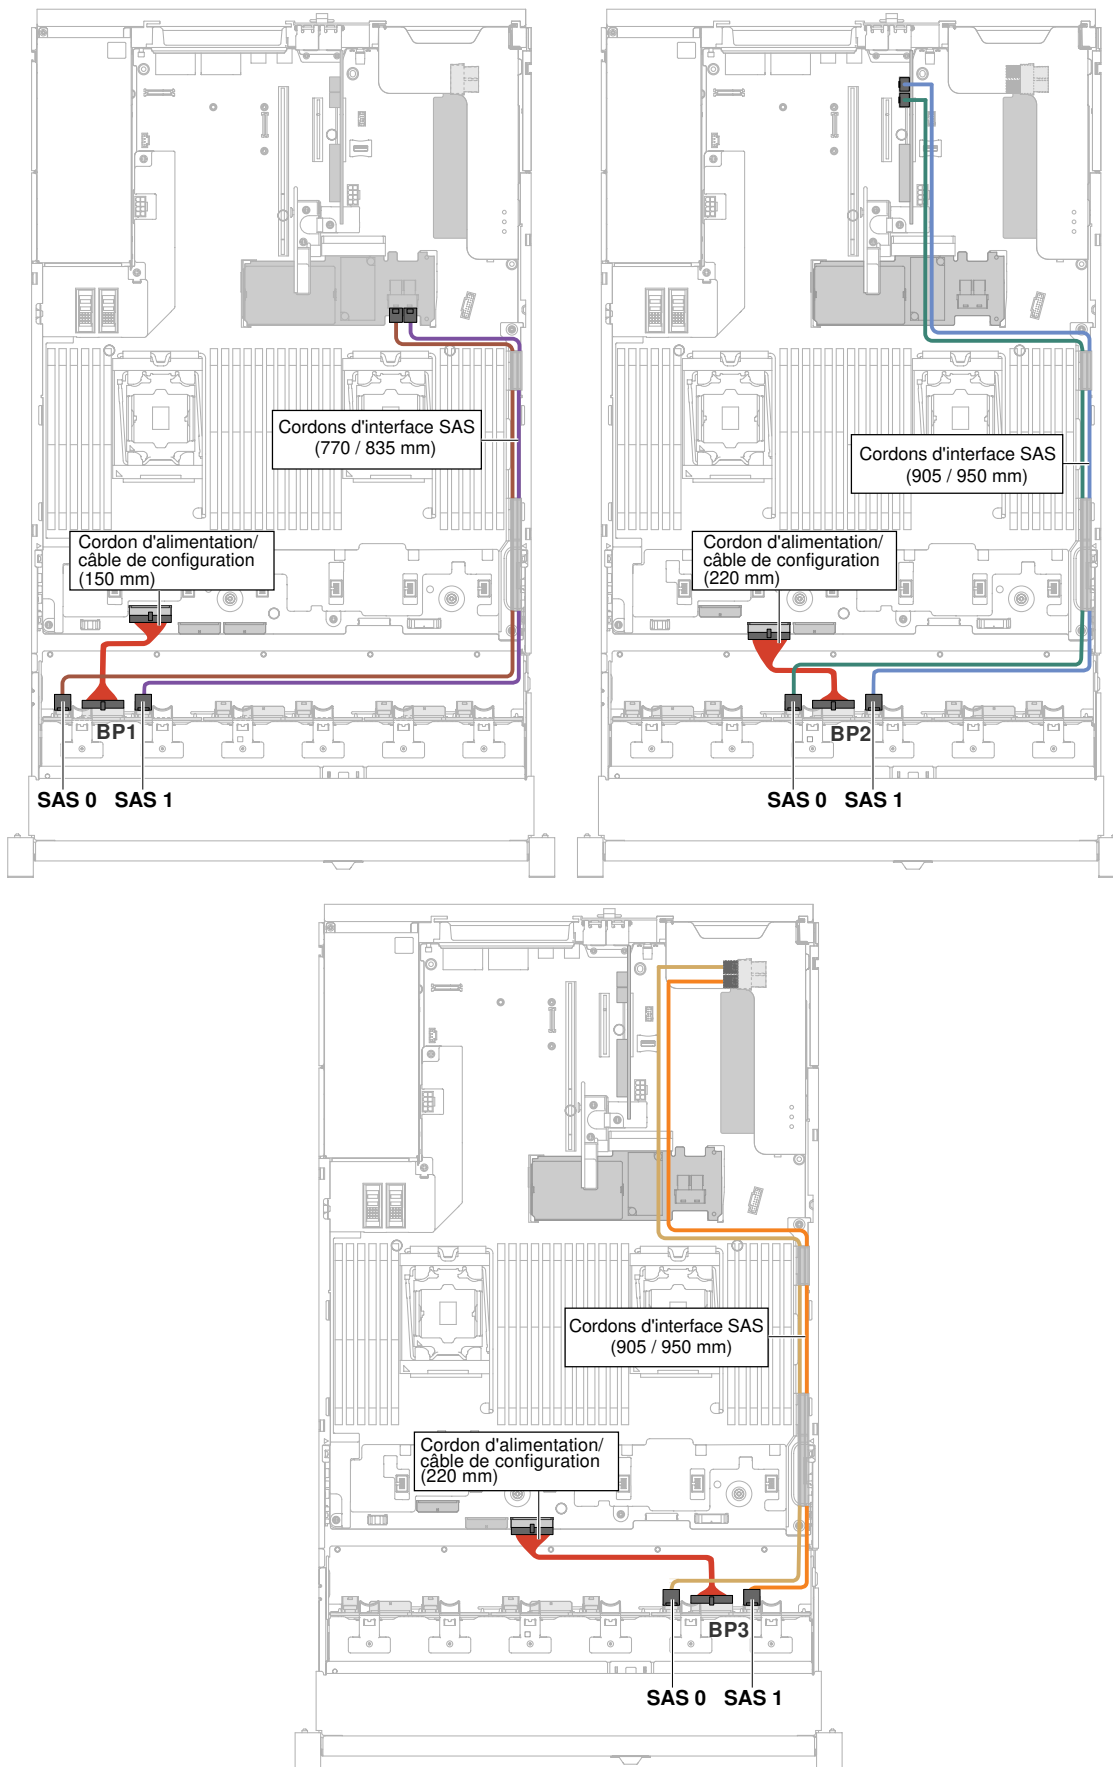 Cordons d'interface SAS
(770 / 835 mm)
Cordon d'alimentation/
câble de configuration
(150 mm)
BP1
SAS 0 SAS 1
Cordons d'interface SAS
(905 / 950 mm)
Cordon d'alimentation/
câble de configuration
(220 mm)
BP2
SAS 0 SAS 1
Cordons d'interface SAS
(905 / 950 mm)
Cordon d'alimentation/
câble de configuration
(220 mm)
BP3
SAS 0 SAS 1